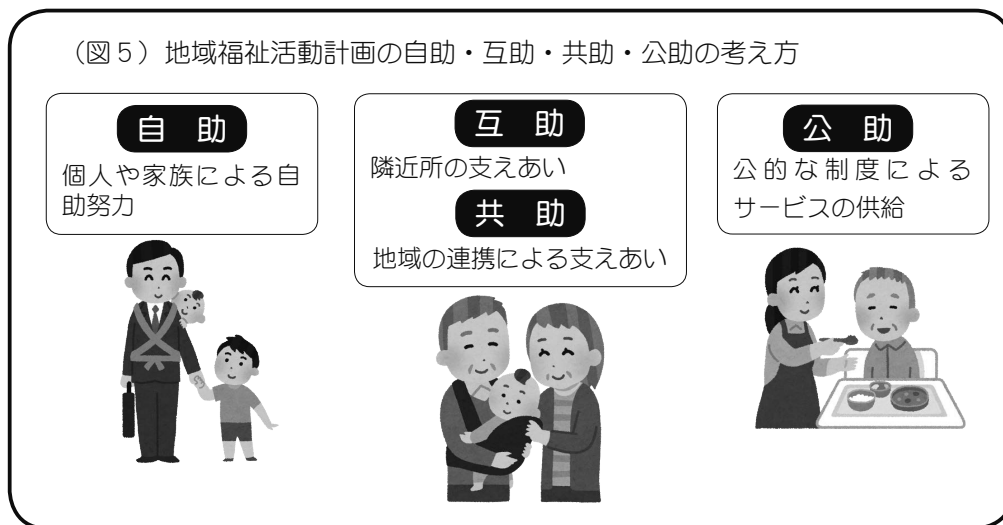 （図５）地域福祉活動計画の自助・互助・共助・公助の考え方
自　助
個人や家族による自
助努力
互　助
隣近所の支えあい
共　助
地域の連携による支えあい
公　助
公的な制度による
サービスの供給